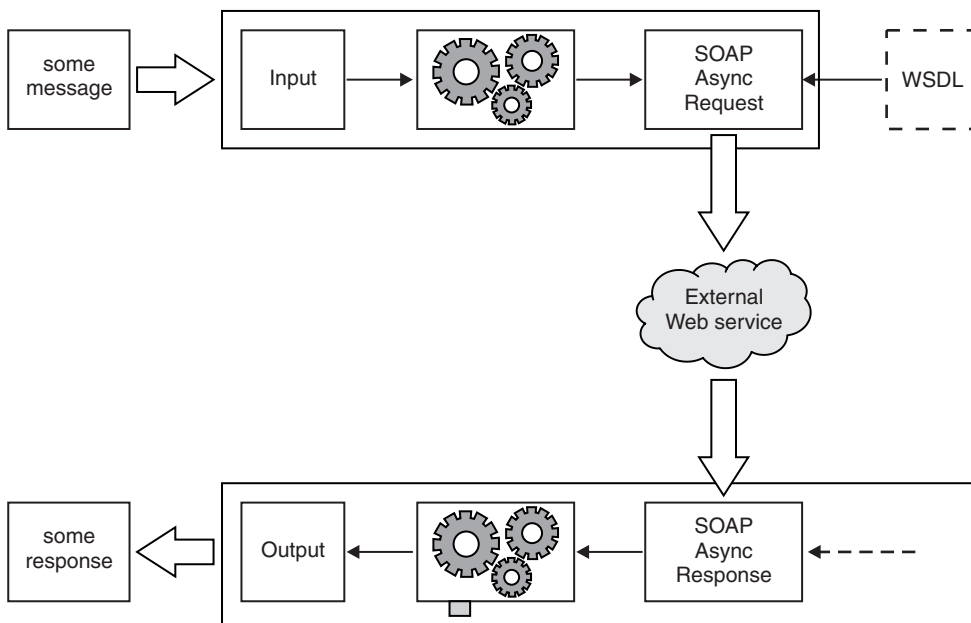 some
message
Input
SOAP
Async
Request
WSDL
External
Web service
some
response
Output
SOAP
Async
Response